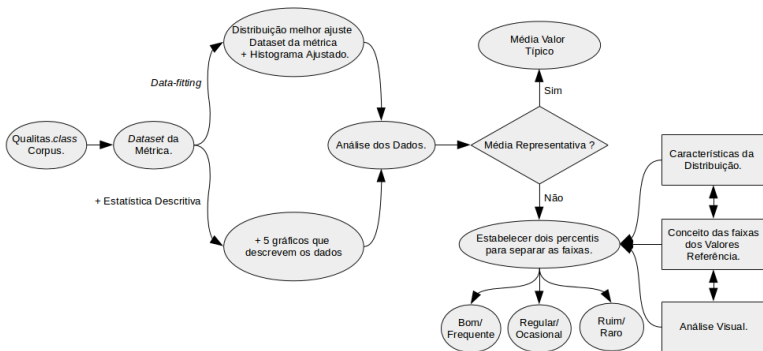 Qualitas.class
Corpus.
Dataset da
Métrica.
Data-fitting
+ Estatística Descritiva
Distribuição melhor ajuste
Dataset da métrica
+ Histograma Ajustado.
+ 5 gráficos que
descrevem os dados
Análise dos Dados.
Média Representativa ?
Sim
Média Valor
Típico
Não
Estabelecer dois percentis
para separar as faixas.
Bom/
Frequente
Regular/
Ocasional
Ruim/
Raro
Características da
Distribuição.
Conceito das faixas
dos Valores
Referência.
Análise Visual.